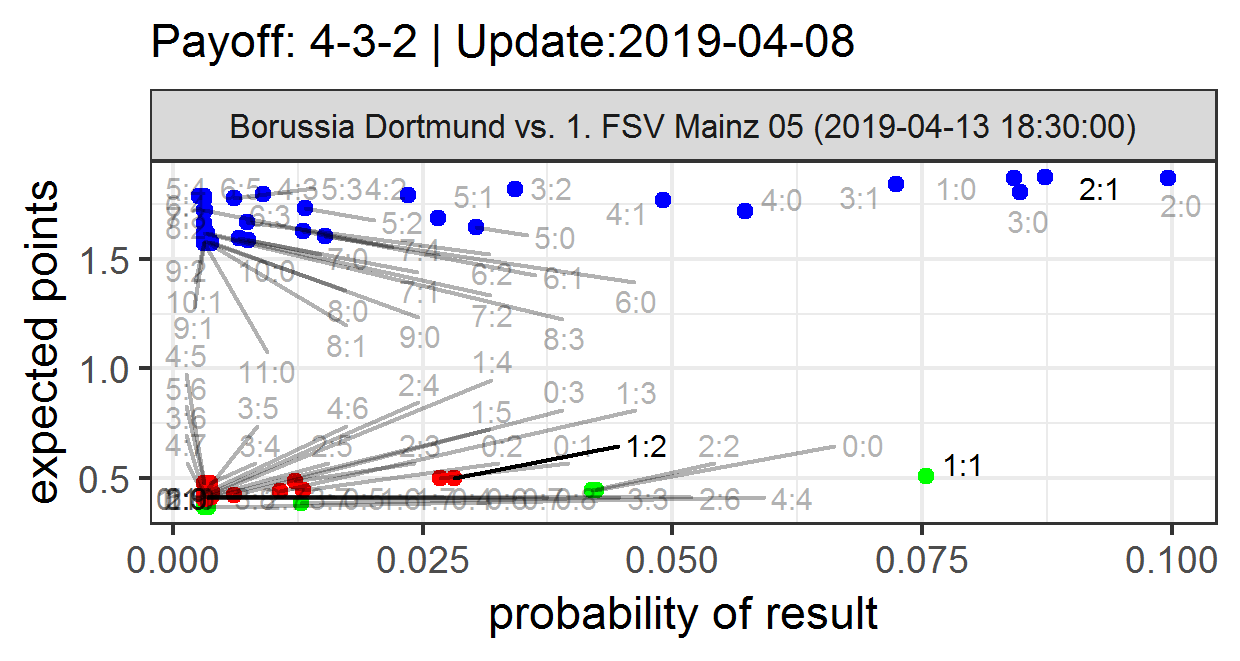 Payoff: 4-3-2 | Update:2019-04-08
Borussia Dortmund vs. 1. FSV Mainz 05 (2019-04-13 18:30:00)
expected points
1.5
1.0
0.5
5:4 6:5 4:3 5:3 4:2 5:1 3:2 4:1 4:0 3:1 1:0 2:1 2:0
6:3 5:2 5:0 3:0
9:2 10:0 7:0 7:4 6:2 6:1
10:1 8:0 7:1 7:2 6:0
9:1 8:1 9:0 8:3
4:5 11:0 1:4
5:6 2:4 0:3 1:3
3:6 3:5 4:6 1:5
4:7 3:4 2:5 2:3 0:2 0:1 1:2 2:2 0:0 1:1
3:3 2:6 4:4
0.000 0.025 0.050 0.075 0.100
probability of result